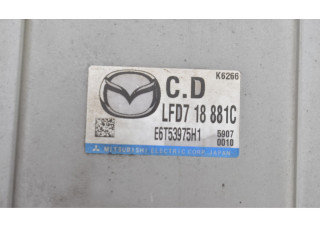 K6266
C.D
LFD7 18 881C
E6T53975H1 5907
0010
MITSUBISHI ELECTRIC CORP. JAPAN